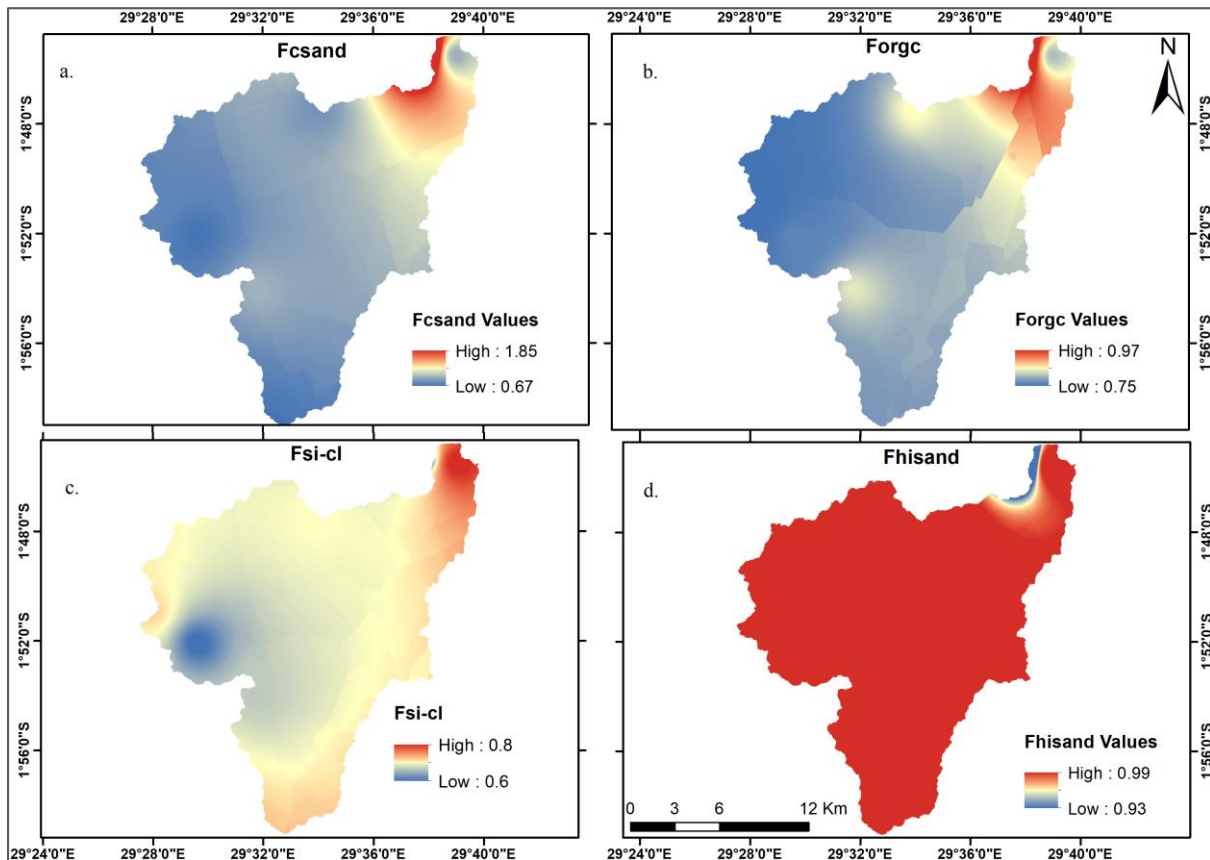 29°28'0"E 29°32'0"E 29°36'0"E 29°40'0"E 29°24'0"E 29°28'0"E 29°32'0"E 29°36'0"E 29°40'0"E
Fcsand
Forgc
N
a.
b.
1°48'0"S
1°52'0"S
1°56'0"S
1°48'0"S
1°52'0"S
1°56'0"S
Fcsand Values
High : 1.85
Low : 0.67
Forgc Values
High : 0.97
Low : 0.75
Fsi-cl
Fhisand
c.
d.
1°48'0"S
1°52'0"S
1°56'0"S
1°48'0"S
1°52'0"S
1°56'0"S
Fsi-cl
High : 0.8
Low : 0.6
Fhisand Values
High : 0.99
Low : 0.93
0 3 6 12 Km
29°24'0"E 29°28'0"E 29°32'0"E 29°36'0"E 29°40'0"E 29°24'0"E 29°28'0"E 29°32'0"E 29°36'0"E 29°40'0"E